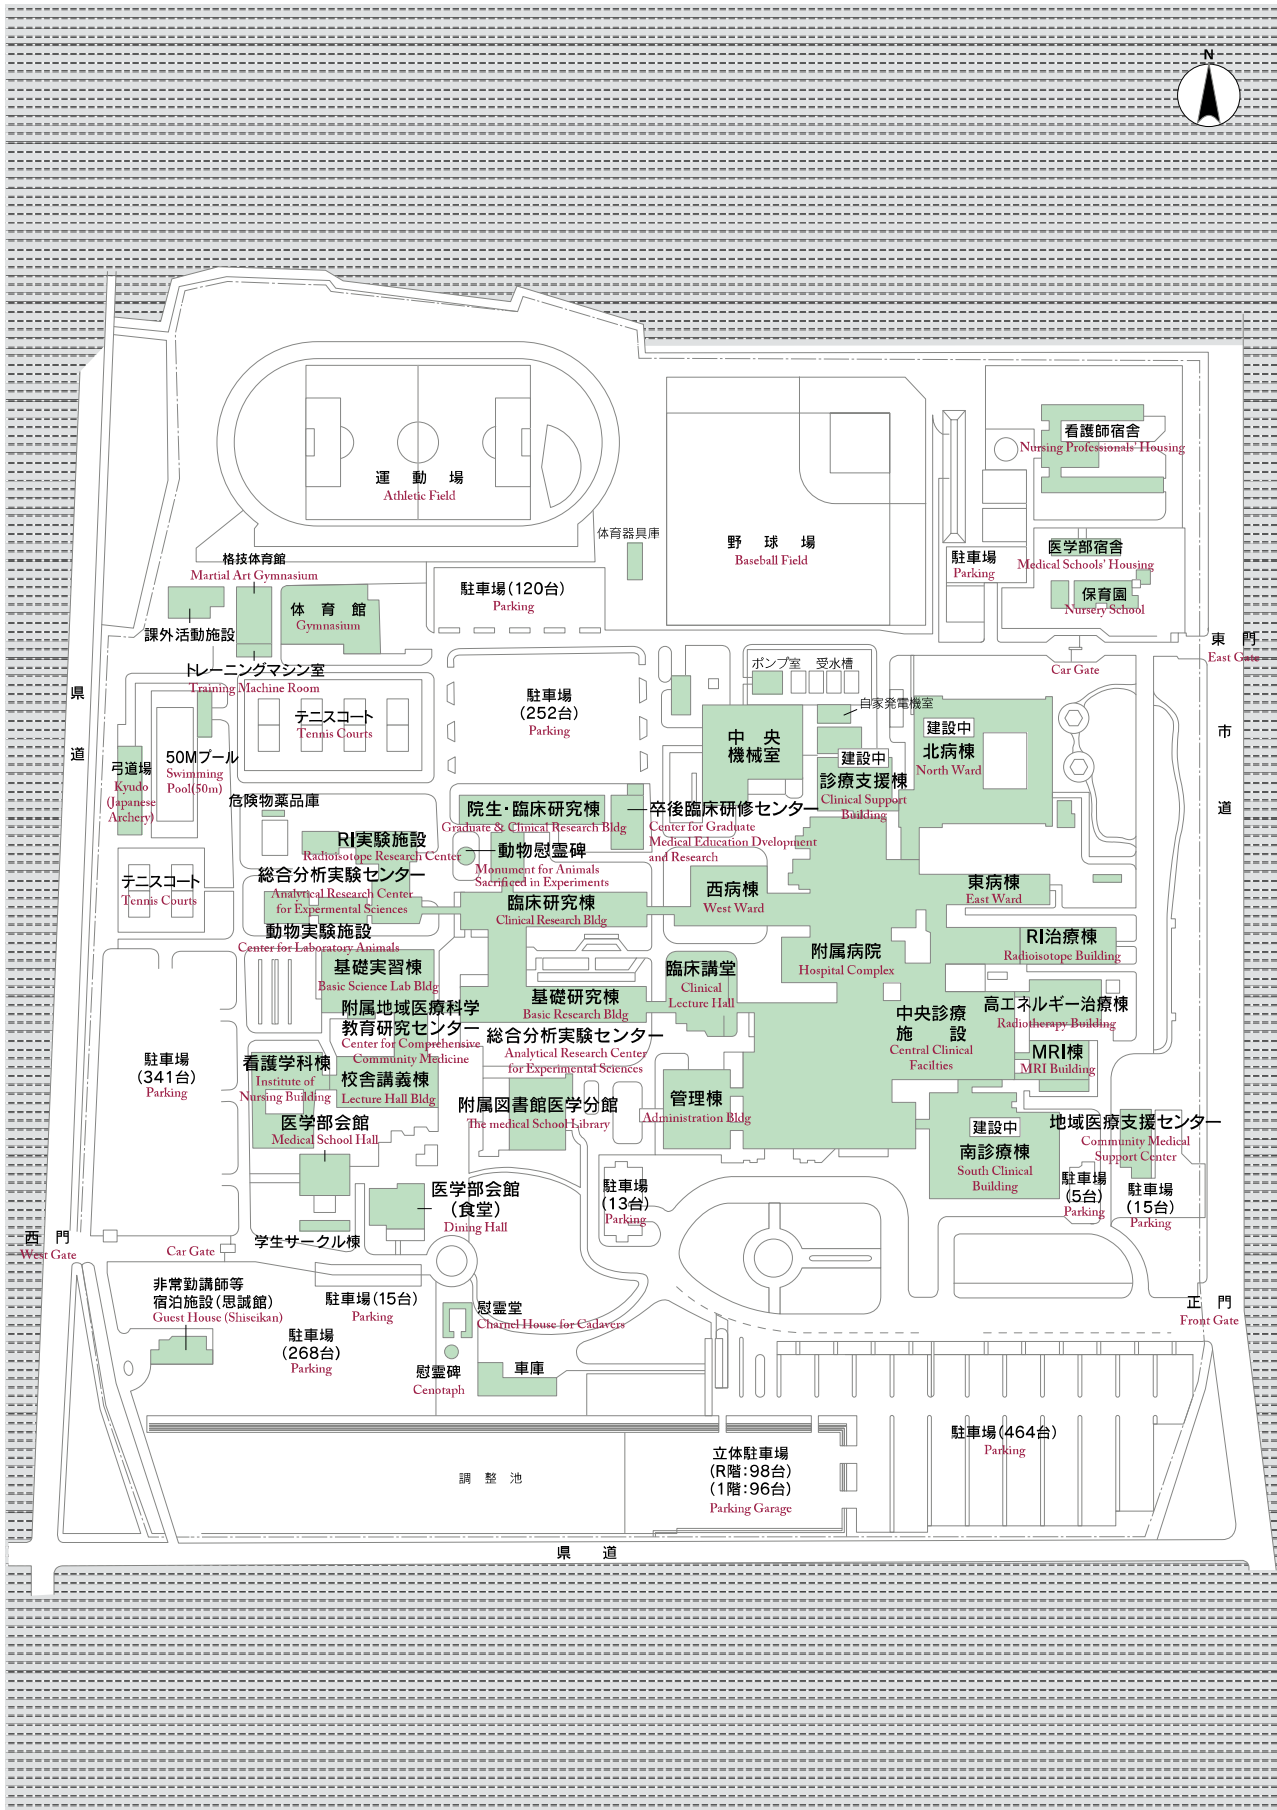 N
看護師宿舎
Nursing Professionals' Housing
運動場
Athletic Field
体育器具庫
野球場
Baseball Field
駐車場
Parking
医学部宿舎
Medical Schools' Housing
保育園
Nursery School
格技体育館
Martial Art Gymnasium
体育館
Gymnasium
駐車場(120台)
Parking
課外活動施設
トレーニングマシン室
Training Machine Room
東門
East Gate
Car Gate
ポンプ室
受水槽
自家発電機室
県道
テニスコート
Tennis Courts
駐車場
(252台)
Parking
中央
機械室
建設中
北病棟
North Ward
市道
弓道場
Kyudo
(Japanese
Archery)
50Mプール
Swimming
Pool(50m)
建設中
診療支援棟
Clinical Support
Building
危険物薬品庫
院生・臨床研究棟
Graduate & Clinical Research Bldg
卒後臨床研修センター
Center for Graduate
Medical Education Dvelopment
and Research
RI実験施設
Radioisotope Research Center
動物慰霊碑
Monument for Animals
Sacrificed in Experiments
テニスコート
Tennis Courts
総合分析実験センター
Analytical Research Center
for Expermental Sciences
臨床研究棟
Clinical Research Bldg
西病棟
West Ward
東病棟
East Ward
動物実験施設
Center for Laboratory Animals
基礎実習棟
Basic Science Lab Bldg
臨床講堂
Clinical
Lecture Hall
附属病院
Hospital Complex
RI治療棟
Radioisotope Building
附属地域医療科学
教育研究センター
Center for Comprehensive
Community Medicine
基礎研究棟
Basic Research Bldg
総合分析実験センター
Analytical Research Center
for Experimental Sciences
中央診療
施設
Central Clinical
Facilties
高エネルギー治療棟
Radiotherapy Building
MRI棟
MRI Building
駐車場
(341台)
Parking
看護学科棟
Institute of
Nursing Building
校舎講義棟
Lecture Hall Bldg
附属図書館医学分館
The medical School Library
管理棟
Administration Bldg
医学部会館
Medical School Hall
建設中
南診療棟
South Clinical
Building
地域医療支援センター
Community Medical
Support Center
駐車場
(5台)
Parking
駐車場
(15台)
Parking
医学部会館
(食堂)
Dining Hall
駐車場
(13台)
Parking
西門
West Gate
Car Gate
学生サークル棟
非常勤講師等
宿泊施設(思誠館)
Guest House (Shiseikan)
駐車場(15台)
Parking
駐車場
(268台)
Parking
慰霊堂
Charnel House for Cadavers
慰霊碑
Cenotaph
車庫
正門
Front Gate
調整池
立体駐車場
(R階:98台)
(1階:96台)
Parking Garage
駐車場(464台)
Parking
県道